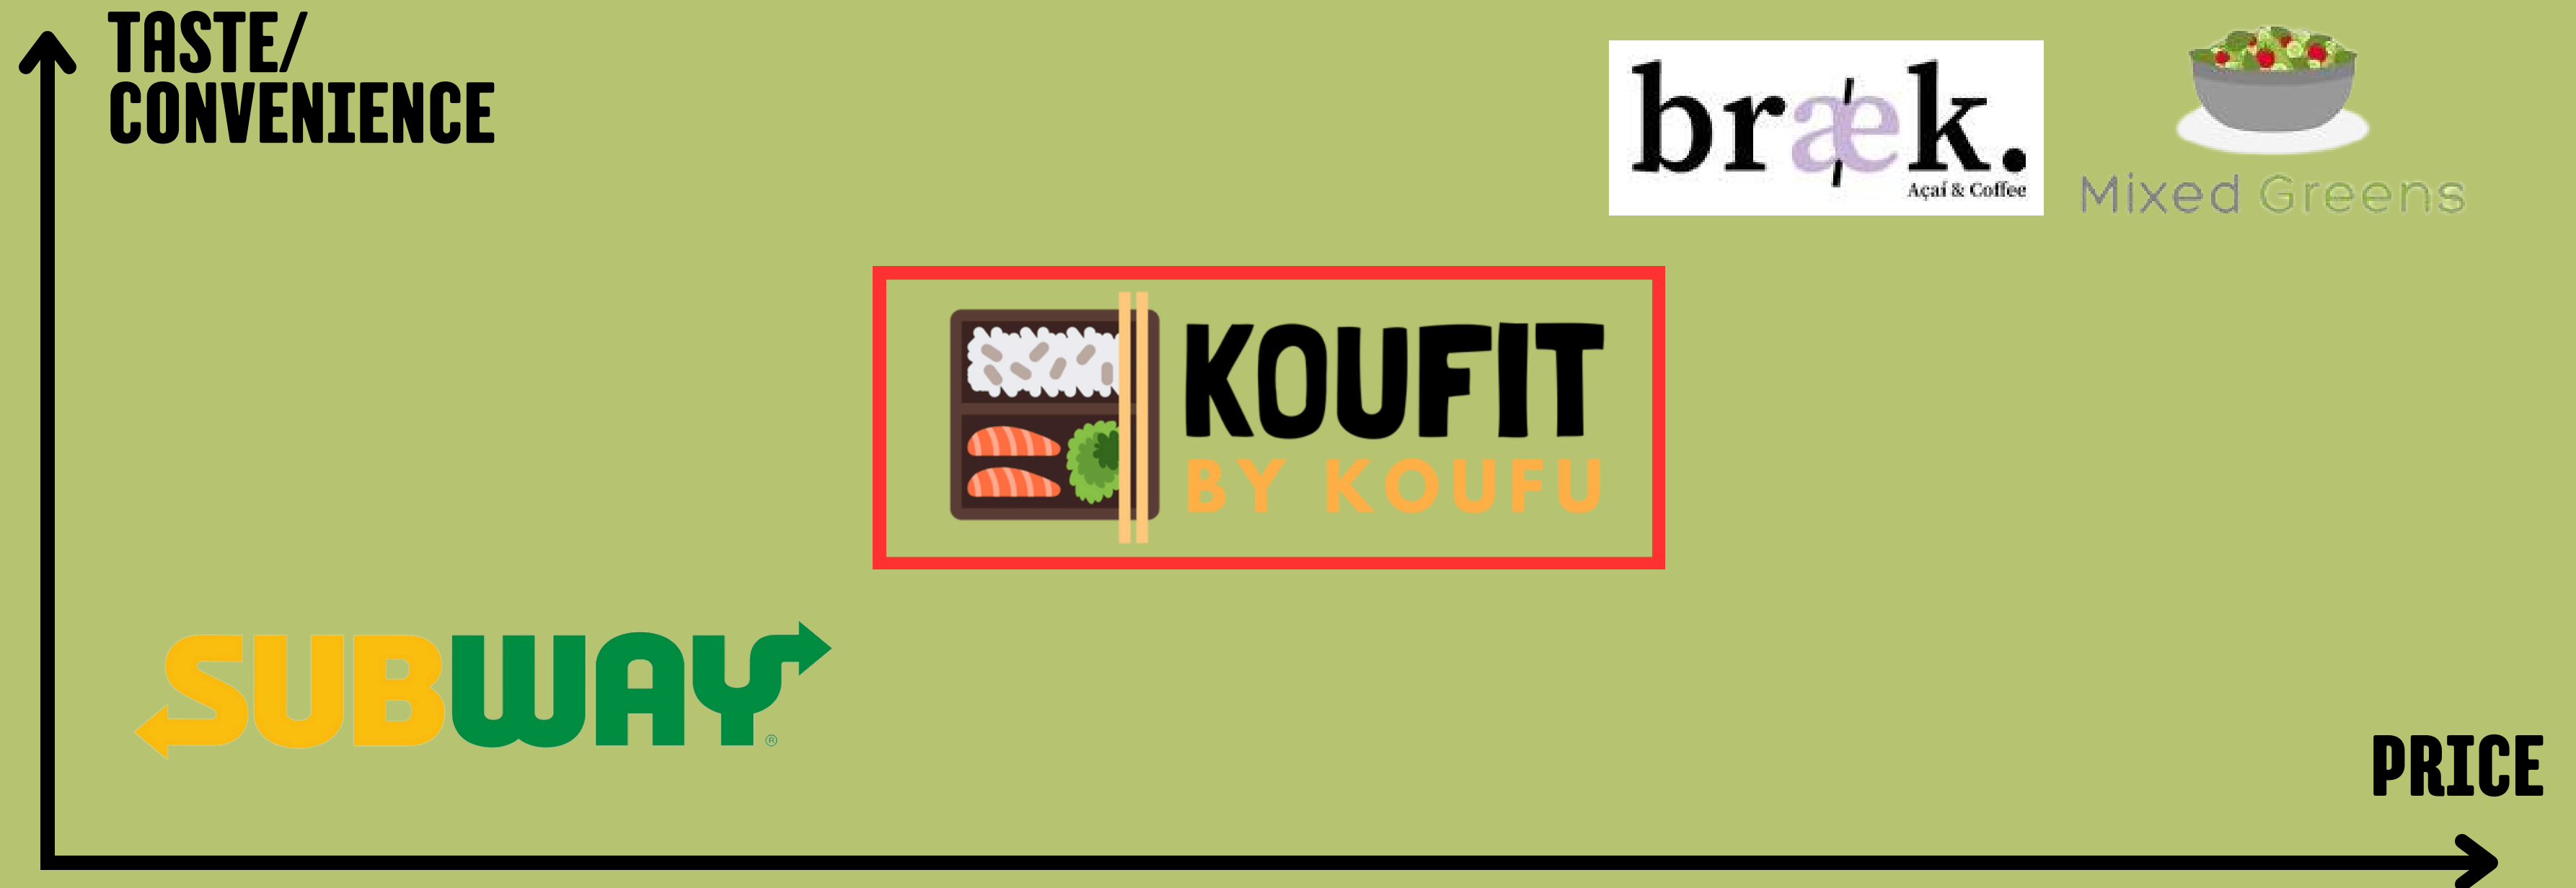 TASTE/
CONVENIENCE
bræk.
Açaí & Coffee
Mixed Greens
KOUFIT
BY KOUFU
SUBWAY®
PRICE